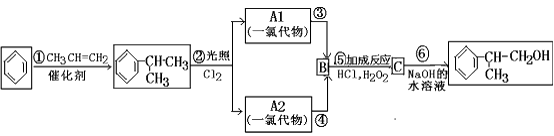 ①CH₃CH=CH₂
催化剂
CH-CH₃
CH₃
②光照
Cl₂
A1
(一氯代物)
③
A2
(一氯代物)
④
B
⑤加成反应
HCl,H₂O₂
C
⑥
NaOH的
水溶液
CH-CH₂OH
CH₃